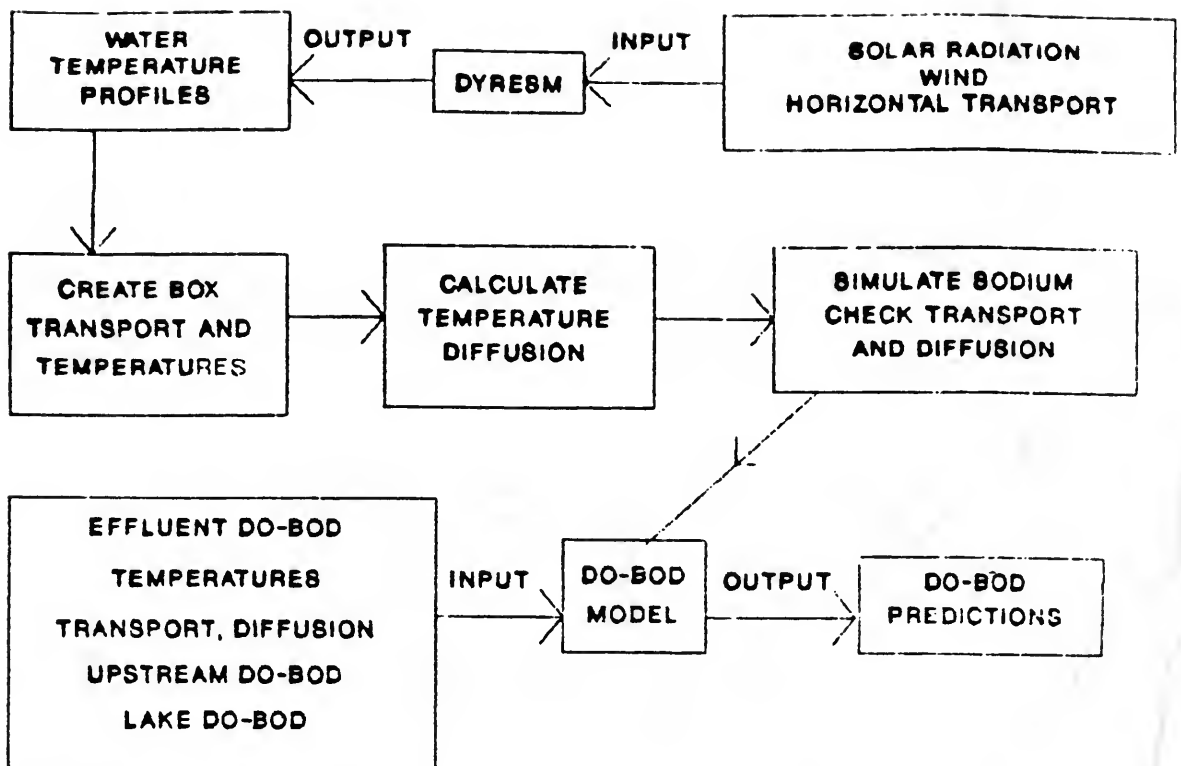 WATER
TEMPERATURE
PROFILES
OUTPUT
DYRESM
INPUT
SOLAR RADIATION
WIND
HORIZONTAL TRANSPORT
CREATE BOX
TRANSPORT AND
TEMPERATURES
CALCULATE
TEMPERATURE
DIFFUSION
SIMULATE SODIUM
CHECK TRANSPORT
AND DIFFUSION
EFFLUENT DO-BOD
TEMPERATURES
TRANSPORT, DIFFUSION
UPSTREAM DO-BOD
LAKE DO-BOD
INPUT
DO-BOD
MODEL
OUTPUT
DO-BOD
PREDICTIONS